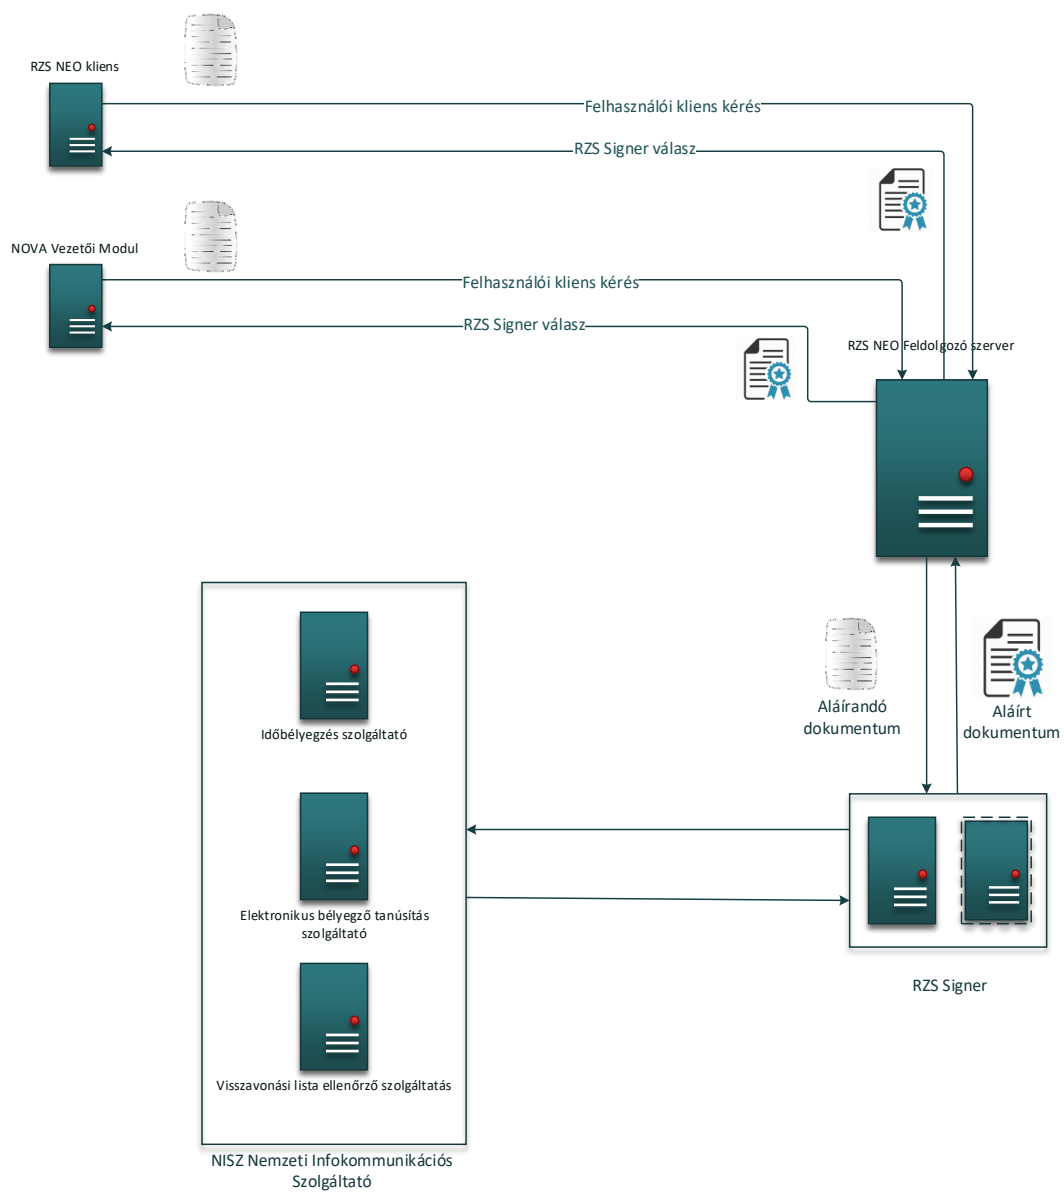 RZS NEO kliens
Felhasználói kliens kérés
RZS Signer válasz
NOVA Vezetői Modul
Felhasználói kliens kérés
RZS Signer válasz
RZS NEO Feldolgozó szerver
Aláírandó
dokumentum
Aláírt
dokumentum
Időbélyegzés szolgáltató
Elektronikus bélyegző tanúsítás
szolgáltató
RZS Signer
Visszavonási lista ellenőrző szolgáltatás
NISZ Nemzeti Infokommunikációs
Szolgáltató